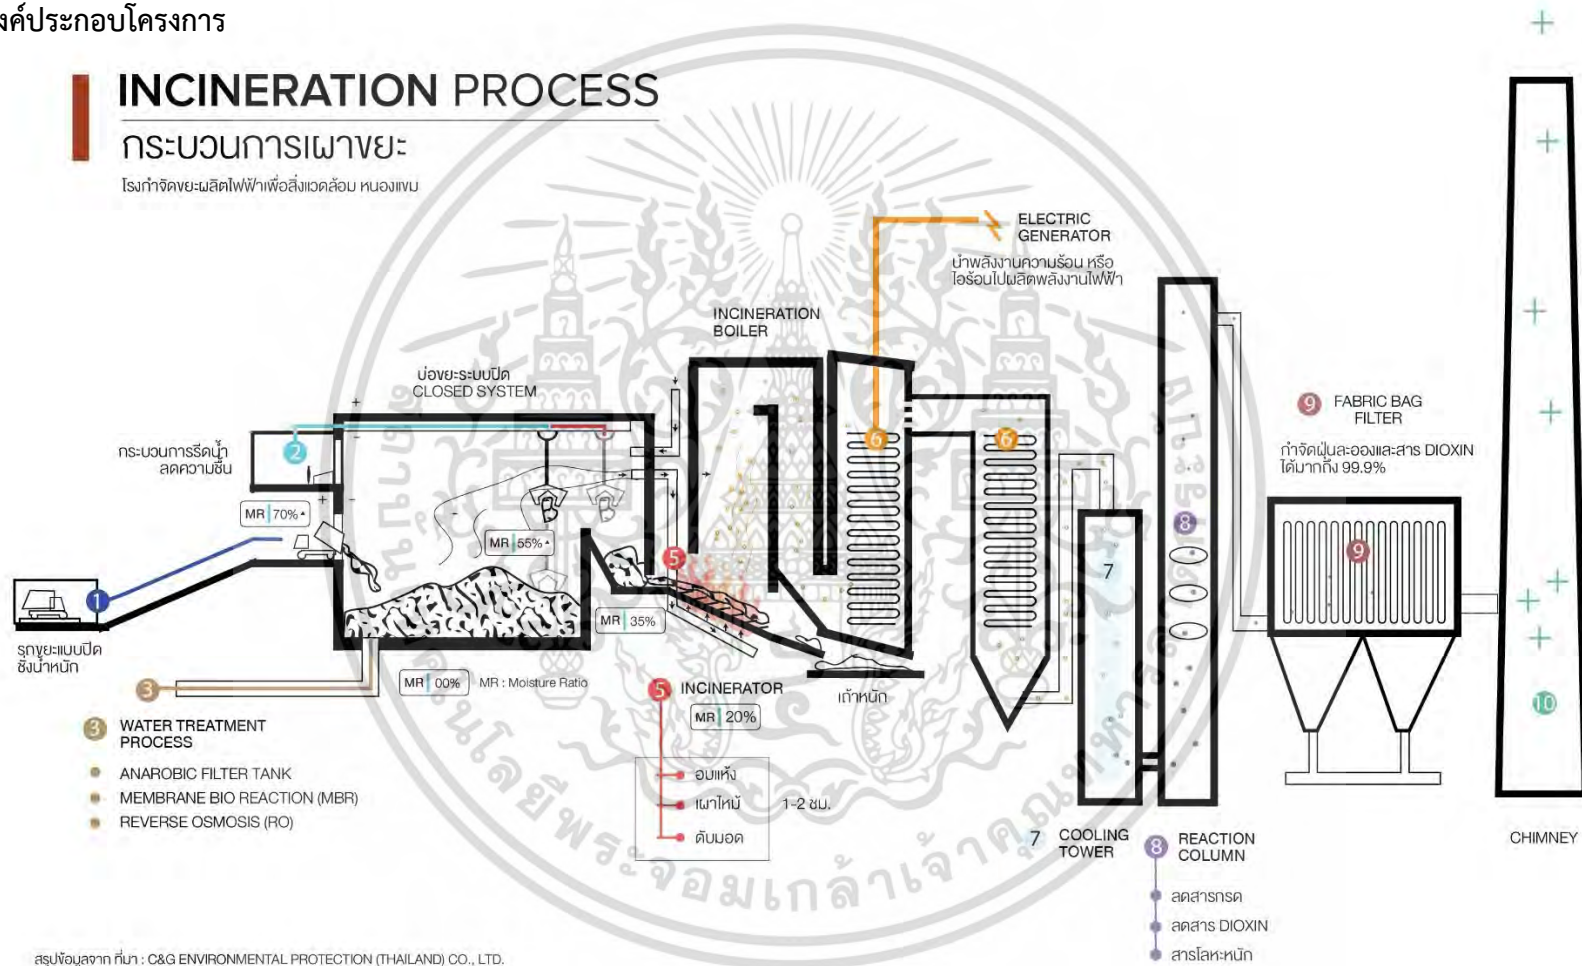 งค์ประกอบโครงการ
INCINERATION PROCESS
กระบวนการเผาขยะ
โรงกำจัดขยะผลิตไฟฟ้าเพื่อสิ่งแวดล้อม หนองแขม
ELECTRIC
GENERATOR
นำพลังงานความร้อน หรือ
ไอร้อนไปผลิตพลังงานไฟฟ้า
INCINERATION
BOILER
บ่อขยะระบบปิด
CLOSED SYSTEM
กระบวนการรีดน้ำ
ลดความชื้น
2
MR 70%
MR 55%
MR 35%
MR 00% MR : Moisture Ratio
1
รถขยะแบบปิด
ชั่งน้ำหนัก
3
3 WATER TREATMENT
PROCESS
ANAROBIC FILTER TANK
MEMBRANE BIO REACTION (MBR)
REVERSE OSMOSIS (RO)
5
5 INCINERATOR
MR 20%
อบแห้ง
เผาไหม้ 1-2 ชม.
ดับมอด
เถ้าหนัก
6
6
7
7 COOLING
TOWER
8
8 REACTION
COLUMN
ลดสารกรด
ลดสาร DIOXIN
สารโลหะหนัก
9 FABRIC BAG
FILTER
กำจัดฝุ่นละอองและสาร DIOXIN
ได้มากถึง 99.9%
9
10
CHIMNEY
สรุปข้อมูลจาก ที่มา : C&G ENVIRONMENTAL PROTECTION (THAILAND) CO., LTD.